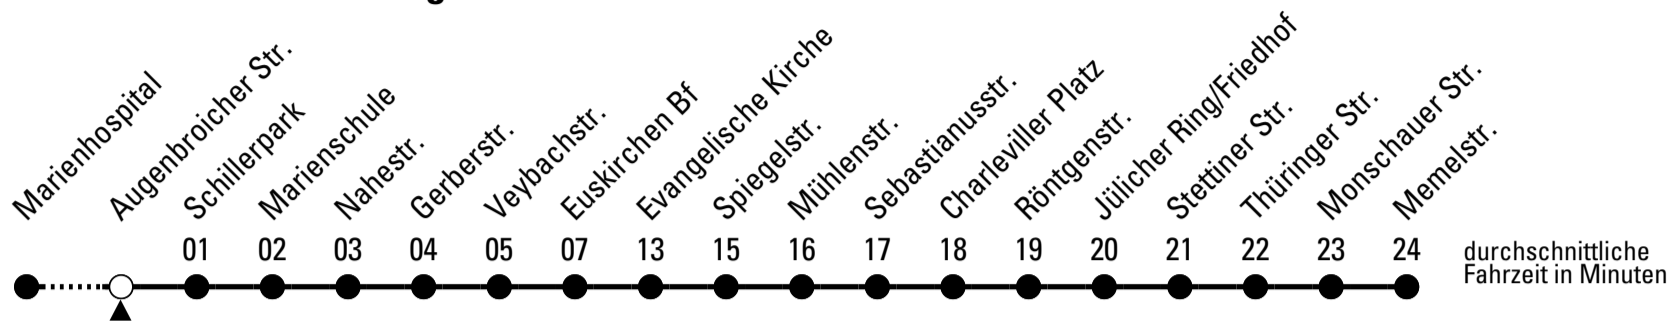 Marienhospital
Augenbroicher Str.
Schillerpark
Marienschule
Nahestr.
Gerberstr.
Veybachstr.
Euskirchen Bf
Evangelische Kirche
Spiegelstr.
Mühlenstr.
Sebastianusstr.
Charleviller Platz
Röntgenstr.
Jülicher Ring/Friedhof
Stettiner Str.
Thüringer Str.
Monschauer Str.
Memelstr.
01 02 03 04 05 07 13 15 16 17 18 19 20 21 22 23 24
durchschnittliche
Fahrzeit in Minuten